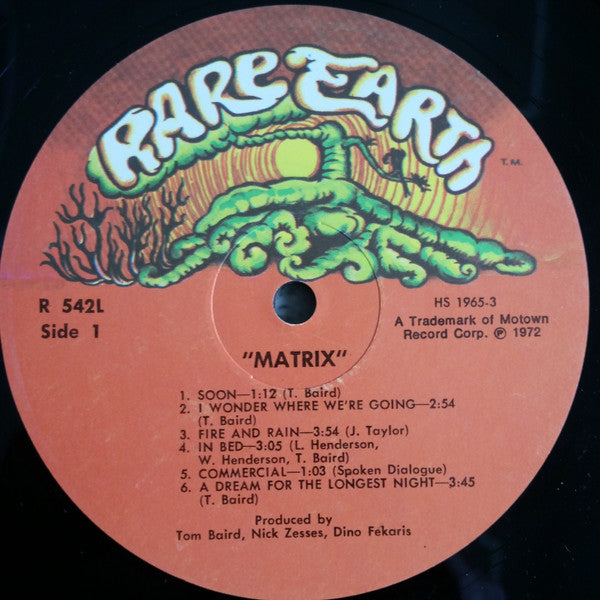 RARE EARTH
T.M.
R 542L
Side 1
HS 1965-3
A Trademark of Motown
Record Corp. ℗ 1972
"MATRIX"
1. SOON—1:12 (T. Baird)
2. I WONDER WHERE WE'RE GOING—2:54
(T. Baird)
3. FIRE AND RAIN—3:54 (J. Taylor)
4. IN BED—3:05 (L. Henderson,
W. Henderson, T. Baird)
5. COMMERCIAL—1:03 (Spoken Dialogue)
6. A DREAM FOR THE LONGEST NIGHT—3:45
(T. Baird)
Produced by
Tom Baird, Nick Zesses, Dino Fekaris